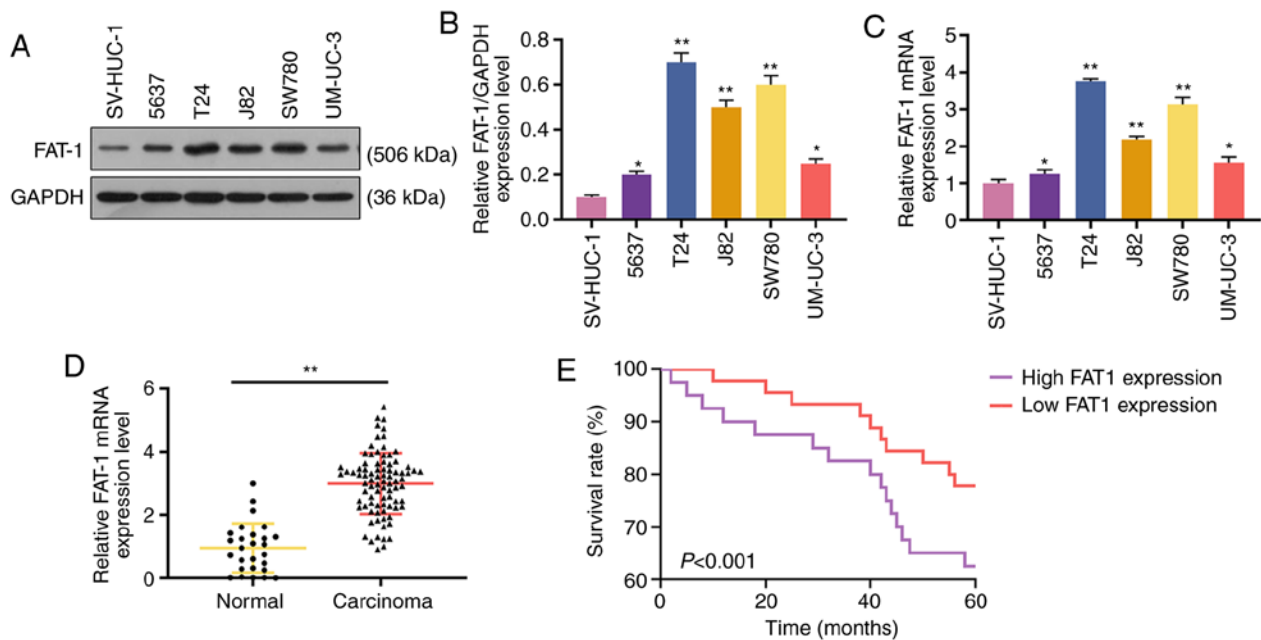 A
SV-HUC-1
5637
T24
J82
SW780
UM-UC-3
FAT-1
(506 kDa)
GAPDH
(36 kDa)
B
Relative FAT-1/GAPDH
expression level
0.8
0.6
0.4
0.2
0.0
*
**
**
**
*
SV-HUC-1
5637
T24
J82
SW780
UM-UC-3
C
Relative FAT-1 mRNA
expression level
5
4
3
2
1
0
*
**
**
**
*
SV-HUC-1
5637
T24
J82
SW780
UM-UC-3
D
Relative FAT-1 mRNA
expression level
6
4
2
0
**
Normal
Carcinoma
E
Survival rate (%)
100
90
80
70
60
P<0.001
0
20
40
60
Time (months)
High FAT1 expression
Low FAT1 expression